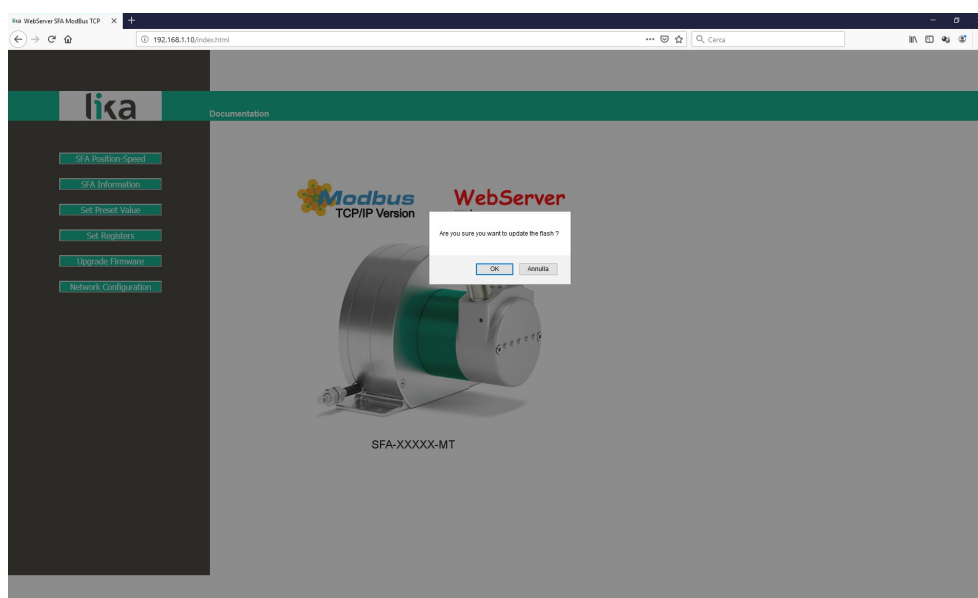 lika WebServer SFA ModBus TCP
192.168.1.10/index.html
Cerca
lika
Documentation
SFA Position-Speed
SFA Information
Set Preset Value
Set Registers
Upgrade Firmware
Network Configuration
Modbus
TCP/IP Version
WebServer
Are you sure you want to update the flash ?
OK
Annulla
SFA-XXXXX-MT